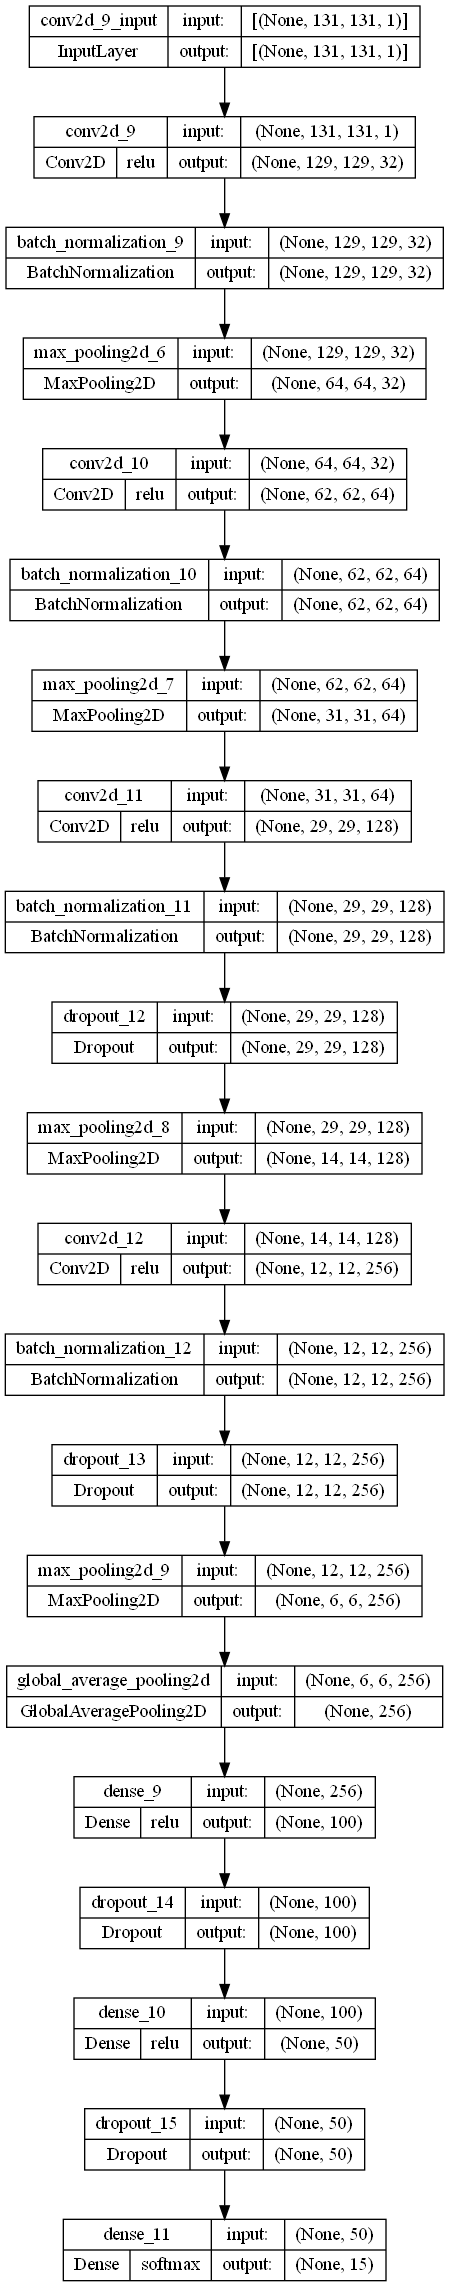 conv2d_9_input input: [(None, 131, 131, 1)]
InputLayer output: [(None, 131, 131, 1)]
conv2d_9 input: (None, 131, 131, 1)
Conv2D relu output: (None, 129, 129, 32)
batch_normalization_9 input: (None, 129, 129, 32)
BatchNormalization output: (None, 129, 129, 32)
max_pooling2d_6 input: (None, 129, 129, 32)
MaxPooling2D output: (None, 64, 64, 32)
conv2d_10 input: (None, 64, 64, 32)
Conv2D relu output: (None, 62, 62, 64)
batch_normalization_10 input: (None, 62, 62, 64)
BatchNormalization output: (None, 62, 62, 64)
max_pooling2d_7 input: (None, 62, 62, 64)
MaxPooling2D output: (None, 31, 31, 64)
conv2d_11 input: (None, 31, 31, 64)
Conv2D relu output: (None, 29, 29, 128)
batch_normalization_11 input: (None, 29, 29, 128)
BatchNormalization output: (None, 29, 29, 128)
dropout_12 input: (None, 29, 29, 128)
Dropout output: (None, 29, 29, 128)
max_pooling2d_8 input: (None, 29, 29, 128)
MaxPooling2D output: (None, 14, 14, 128)
conv2d_12 input: (None, 14, 14, 128)
Conv2D relu output: (None, 12, 12, 256)
batch_normalization_12 input: (None, 12, 12, 256)
BatchNormalization output: (None, 12, 12, 256)
dropout_13 input: (None, 12, 12, 256)
Dropout output: (None, 12, 12, 256)
max_pooling2d_9 input: (None, 12, 12, 256)
MaxPooling2D output: (None, 6, 6, 256)
global_average_pooling2d input: (None, 6, 6, 256)
GlobalAveragePooling2D output: (None, 256)
dense_9 input: (None, 256)
Dense relu output: (None, 100)
dropout_14 input: (None, 100)
Dropout output: (None, 100)
dense_10 input: (None, 100)
Dense relu output: (None, 50)
dropout_15 input: (None, 50)
Dropout output: (None, 50)
dense_11 input: (None, 50)
Dense softmax output: (None, 15)